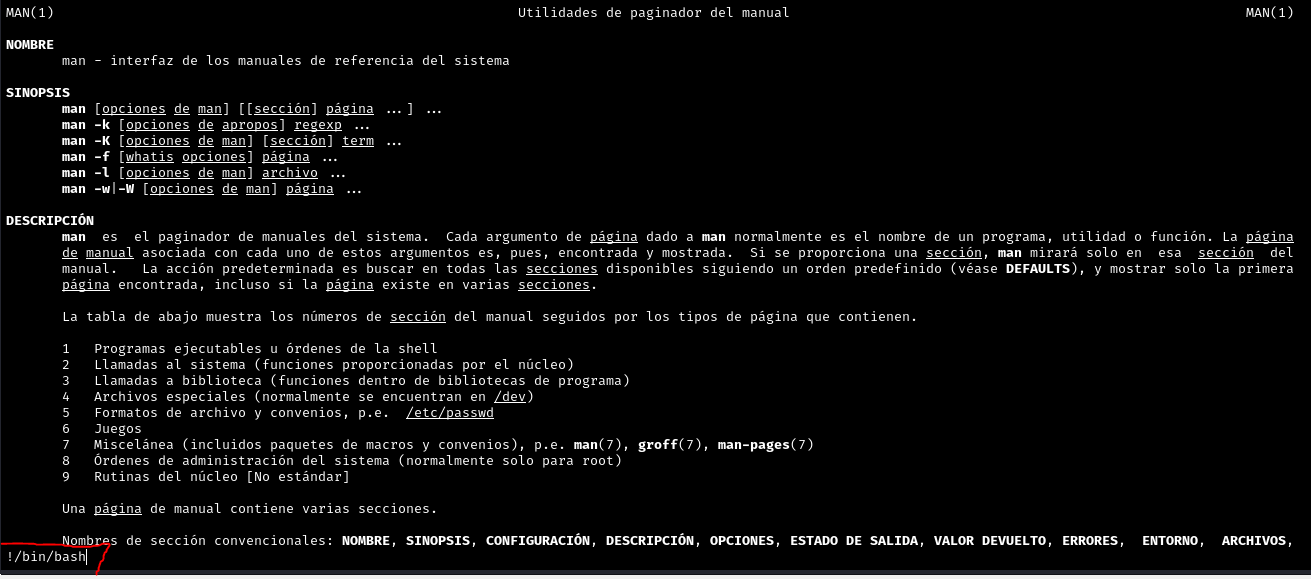 MAN(1) Utilidades de paginador del manual MAN(1)
NOMBRE
man - interfaz de los manuales de referencia del sistema
SINOPSIS
man [opciones de man] [[sección] página ...] ...
man -k [opciones de apropos] regexp ...
man -K [opciones de man] [sección] term ...
man -f [whatis opciones] página ...
man -l [opciones de man] archivo ...
man -w|-W [opciones de man] página ...
DESCRIPCIÓN
man es el paginador de manuales del sistema. Cada argumento de página dado a man normalmente es el nombre de un programa, utilidad o función. La página
de manual asociada con cada uno de estos argumentos es, pues, encontrada y mostrada. Si se proporciona una sección, man mirará solo en esa sección del
manual. La acción predeterminada es buscar en todas las secciones disponibles siguiendo un orden predefinido (véase DEFAULTS), y mostrar solo la primera
página encontrada, incluso si la página existe en varias secciones.
La tabla de abajo muestra los números de sección del manual seguidos por los tipos de página que contienen.
1 Programas ejecutables u órdenes de la shell
2 Llamadas al sistema (funciones proporcionadas por el núcleo)
3 Llamadas a biblioteca (funciones dentro de bibliotecas de programa)
4 Archivos especiales (normalmente se encuentran en /dev)
5 Formatos de archivo y convenios, p.e. /etc/passwd
6 Juegos
7 Miscelánea (incluidos paquetes de macros y convenios), p.e. man(7), groff(7), man-pages(7)
8 Órdenes de administración del sistema (normalmente solo para root)
9 Rutinas del núcleo [No estándar]
Una página de manual contiene varias secciones.
Nombres de sección convencionales: NOMBRE, SINOPSIS, CONFIGURACIÓN, DESCRIPCIÓN, OPCIONES, ESTADO DE SALIDA, VALOR DEVUELTO, ERRORES, ENTORNO, ARCHIVOS,
!/bin/bash